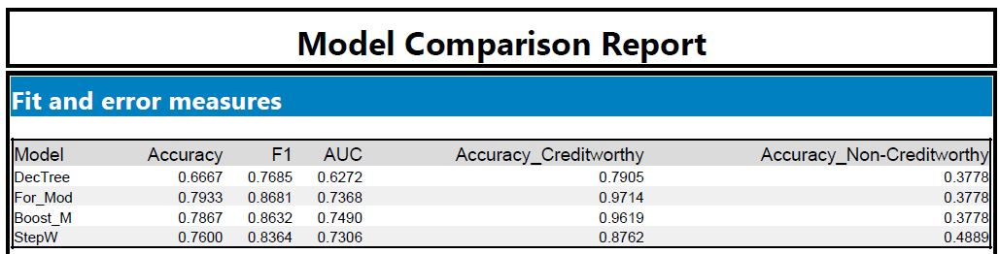 Model Comparison Report
Fit and error measures
Model Accuracy F1 AUC Accuracy_Creditworthy Accuracy_Non-Creditworthy
DecTree 0.6667 0.7685 0.6272 0.7905 0.3778
For_Mod 0.7933 0.8681 0.7368 0.9714 0.3778
Boost_M 0.7867 0.8632 0.7490 0.9619 0.3778
StepW 0.7600 0.8364 0.7306 0.8762 0.4889